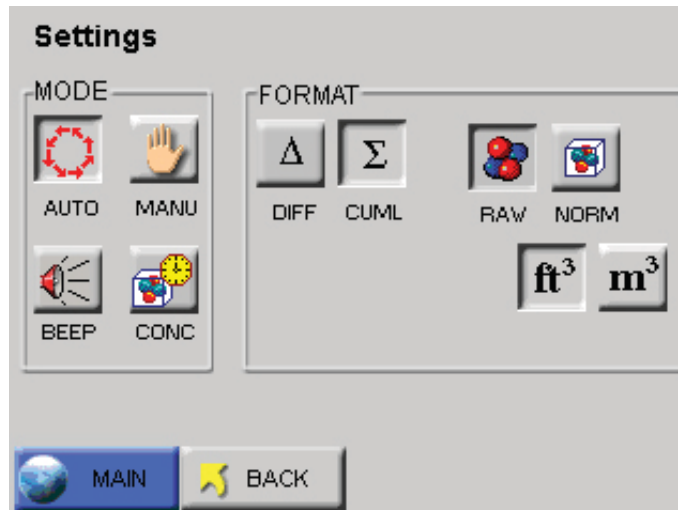 Settings
MODE
FORMAT
Δ
Σ
AUTO
MANU
DIFF
CUML
RAW
NORM
ft³
m³
BEEP
CONC
MAIN
BACK